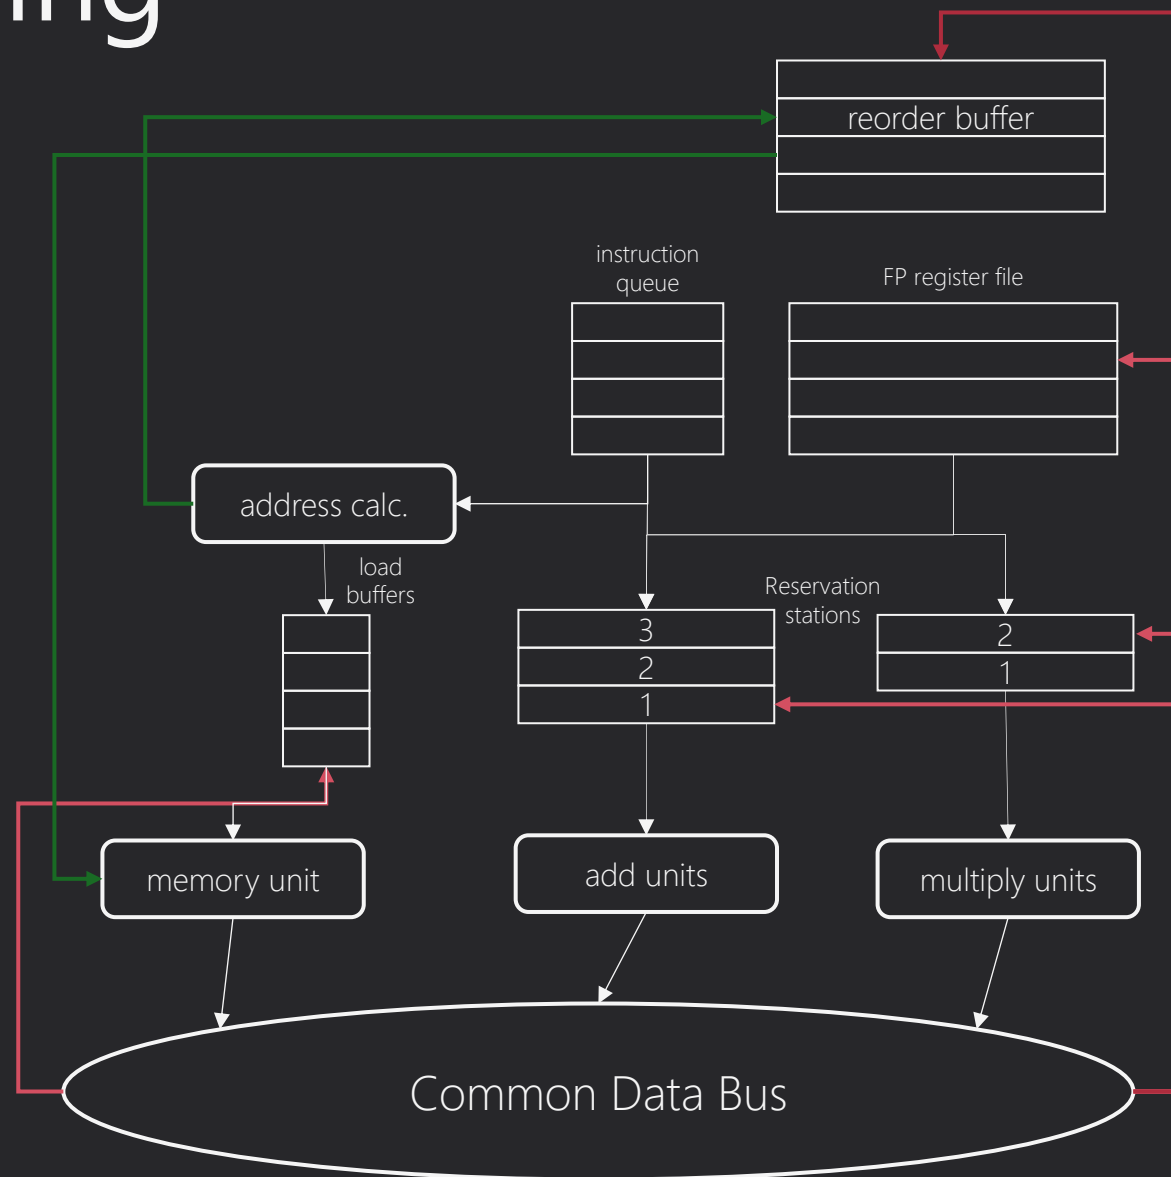 ing
reorder buffer
instruction
queue
FP register file
address calc.
load
buffers
Reservation
stations
3
2
1
2
1
memory unit
add units
multiply units
Common Data Bus